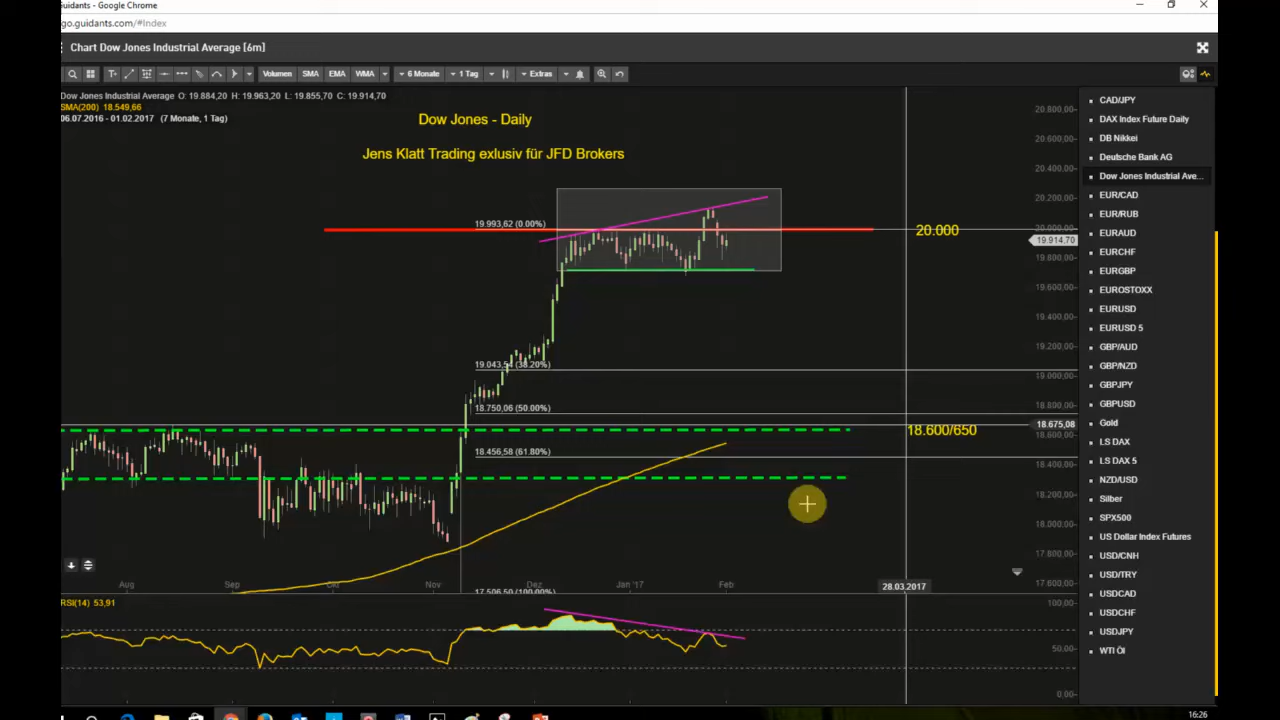 Guidants - Google Chrome
go.guidants.com/#Index
Chart Dow Jones Industrial Average [6m]
Volumen SMA EMA WMA 6 Monate 1 Tag Extras
Dow Jones Industrial Average O: 19.884,20 H: 19.963,20 L: 19.855,70 C: 19.914,70
SMA(200) 18.549,66
06.07.2016 - 01.02.2017 (7 Monate, 1 Tag)
Dow Jones - Daily
Jens Klatt Trading exlusiv für JFD Brokers
19.993,62 (0.00%)
20.000
19.043,54 (38.20%)
18.750,06 (50.00%)
18.600/650
18.456,58 (61.80%)
17.506,50 (100.00%)
20.800,00
20.600,00
20.400,00
20.200,00
20.000,00
19.914,70
19.800,00
19.600,00
19.400,00
19.200,00
19.000,00
18.800,00
18.675,08
18.600,00
18.400,00
18.200,00
18.000,00
17.800,00
17.600,00
Aug Sep Okt Nov Dez Jan '17 Feb 28.03.2017
RSI(14) 53,91
100,00
50,00
0,00
CAD/JPY
DAX Index Future Daily
DB Nikkei
Deutsche Bank AG
Dow Jones Industrial Ave...
EUR/CAD
EUR/RUB
EURAUD
EURCHF
EURGBP
EUROSTOXX
EURUSD
EURUSD 5
GBP/AUD
GBP/NZD
GBPJPY
GBPUSD
Gold
LS DAX
LS DAX 5
NZD/USD
Silber
SPX500
US Dollar Index Futures
USD/CNH
USD/TRY
USDCAD
USDCHF
USDJPY
WTI Öl
16:26